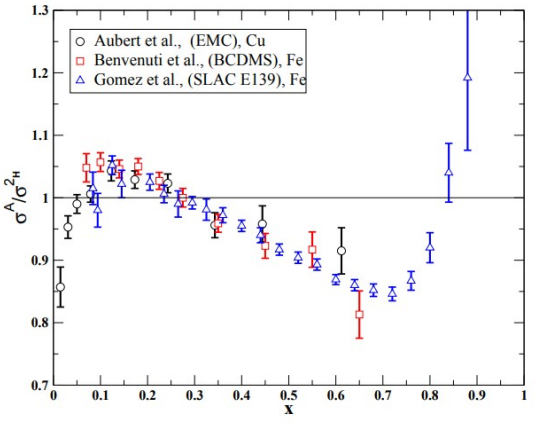 1.3
1.2
1.1
1
0.9
0.8
0.7
σᴬ/σ²ᴴ
Aubert et al., (EMC), Cu
Benvenuti et al., (BCDMS), Fe
Gomez et al., (SLAC E139), Fe
0 0.1 0.2 0.3 0.4 0.5 0.6 0.7 0.8 0.9 1
x